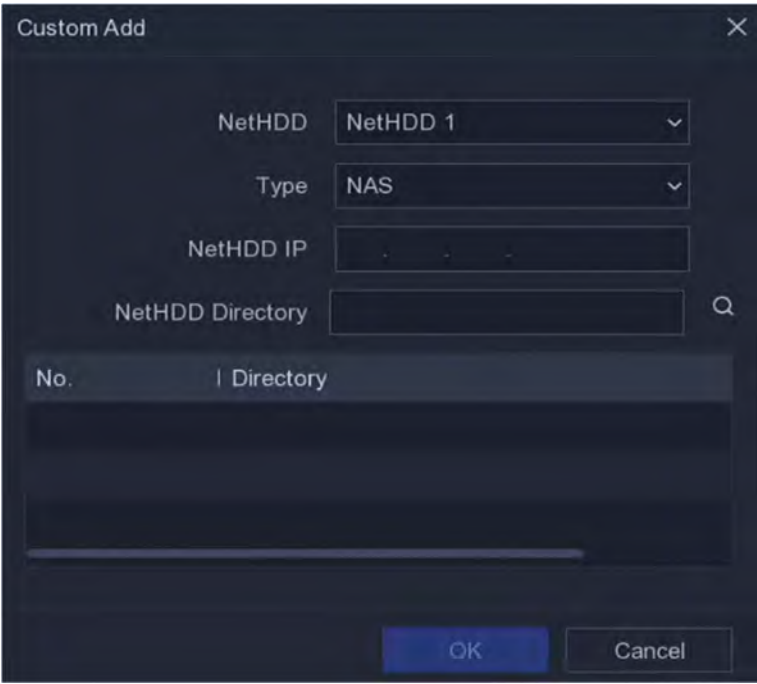 Custom Add
NetHDD NetHDD 1
Type NAS
NetHDD IP . . .
NetHDD Directory
No. Directory
OK Cancel